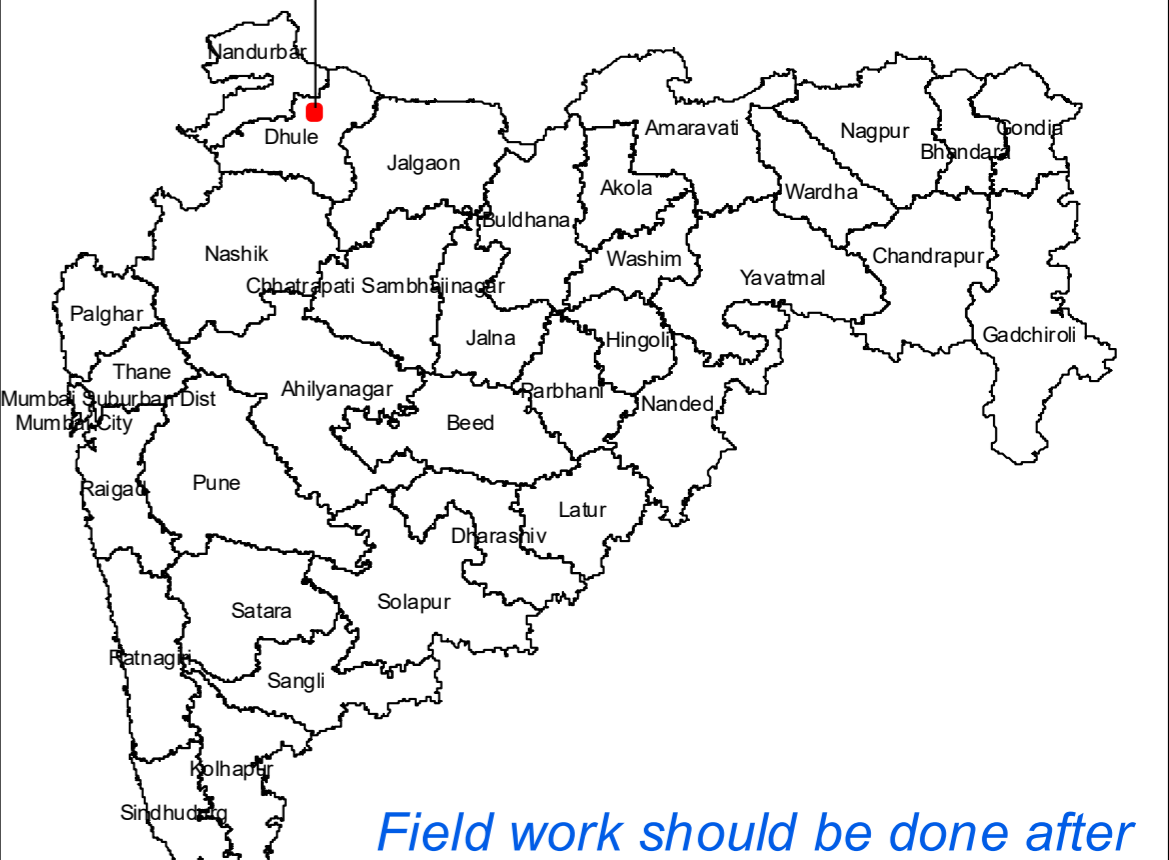 Nandurbar
Dhule
Jalgaon
Amaravati
Nagpur
Gondia
Bhandara
Akola
Wardha
Buldhana
Nashik
Washim
Chandrapur
Yavatmal
Chhatrapati Sambhajinagar
Palghar
Jalna
Hingoli
Gadchiroli
Thane
Ahilyanagar
Parbhani
Mumbai Suburban Dist
Nanded
Mumbai City
Beed
Pune
Raigad
Latur
Dharashiv
Solapur
Satara
Ratnagiri
Sangli
Kolhapur
Sindhudurg
Field work should be done after